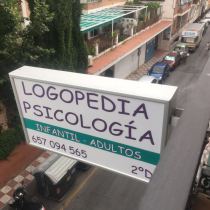 LOGOPEDIA
PSICOLOGÍA
INFANTIL - ADULTOS
657 094 565
2ºD